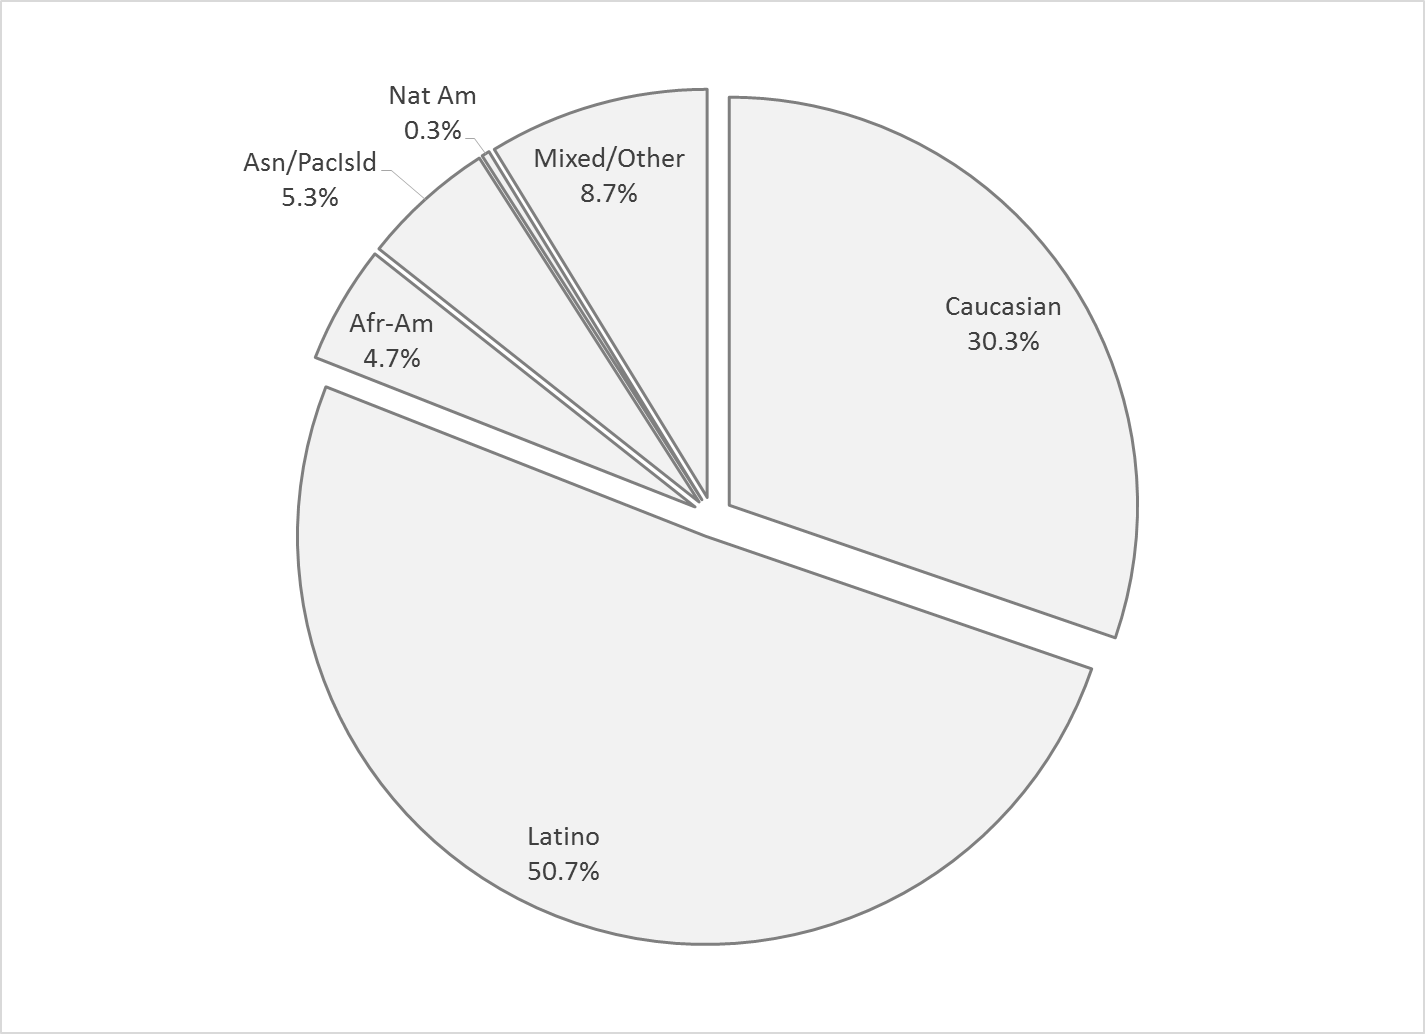 Nat Am
0.3%
Mixed/Other
8.7%
Asn/PacIsld
5.3%
Caucasian
30.3%
Afr-Am
4.7%
Latino
50.7%